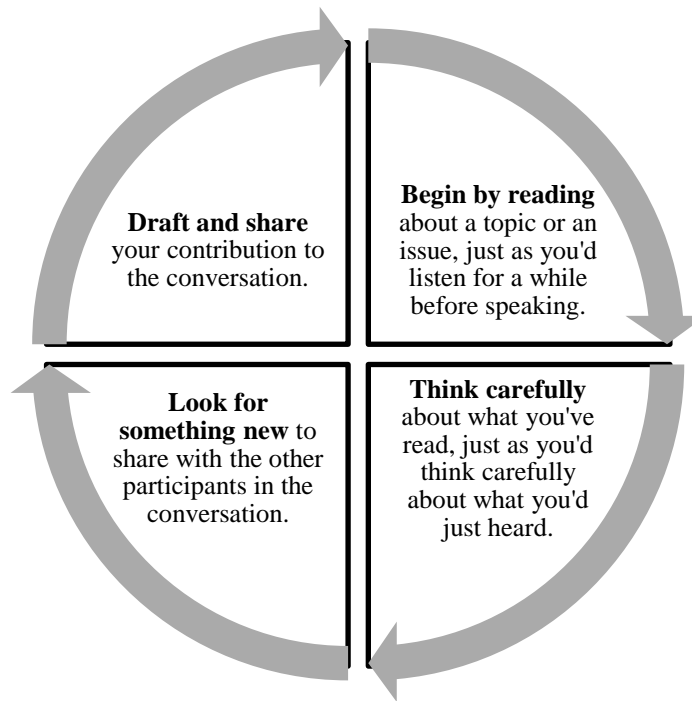 Begin by reading
about a topic or an
issue, just as you'd
listen for a while
before speaking.
Think carefully
about what you've
read, just as you'd
think carefully
about what you'd
just heard.
Look for
something new to
share with the other
participants in the
conversation.
Draft and share
your contribution to
the conversation.